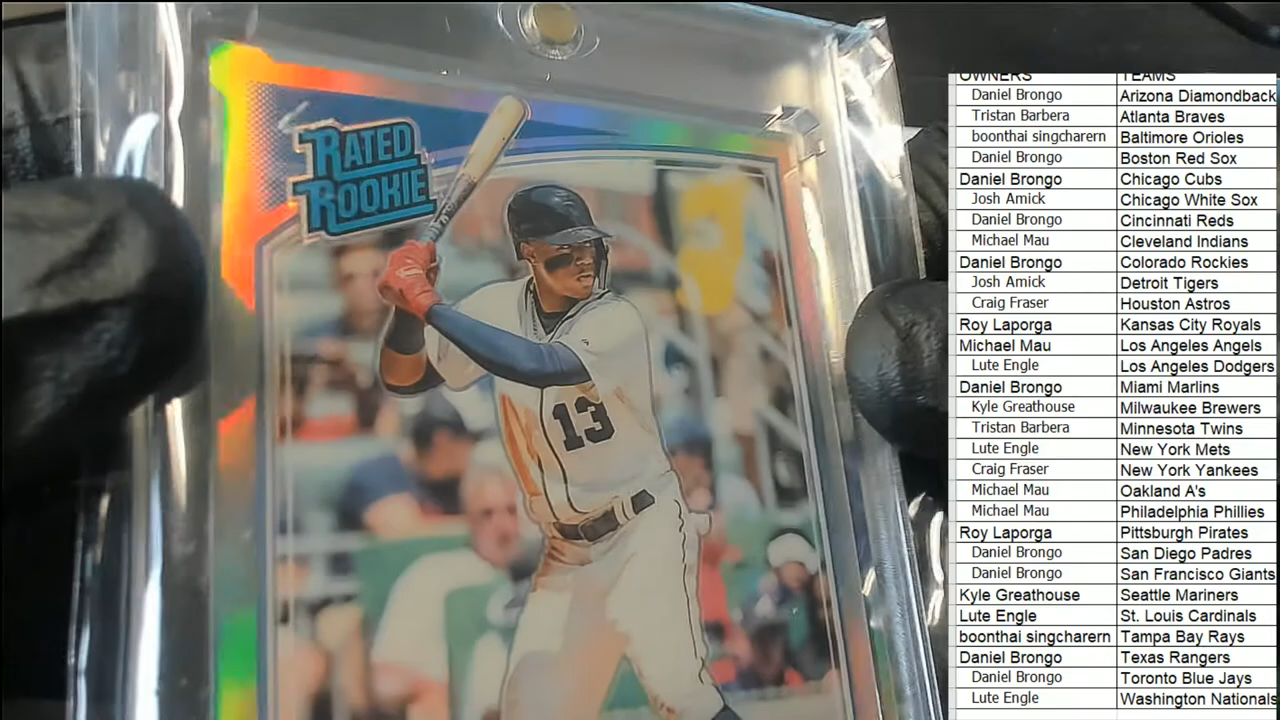 RATED
ROOKIE
13
OWNERS TEAMS
Daniel Brongo Arizona Diamondback
Tristan Barbera Atlanta Braves
boonthai singcharern Baltimore Orioles
Daniel Brongo Boston Red Sox
Daniel Brongo Chicago Cubs
Josh Amick Chicago White Sox
Daniel Brongo Cincinnati Reds
Michael Mau Cleveland Indians
Daniel Brongo Colorado Rockies
Josh Amick Detroit Tigers
Craig Fraser Houston Astros
Roy Laporga Kansas City Royals
Michael Mau Los Angeles Angels
Lute Engle Los Angeles Dodgers
Daniel Brongo Miami Marlins
Kyle Greathouse Milwaukee Brewers
Tristan Barbera Minnesota Twins
Lute Engle New York Mets
Craig Fraser New York Yankees
Michael Mau Oakland A's
Michael Mau Philadelphia Phillies
Roy Laporga Pittsburgh Pirates
Daniel Brongo San Diego Padres
Daniel Brongo San Francisco Giants
Kyle Greathouse Seattle Mariners
Lute Engle St. Louis Cardinals
boonthai singcharern Tampa Bay Rays
Daniel Brongo Texas Rangers
Daniel Brongo Toronto Blue Jays
Lute Engle Washington Nationals